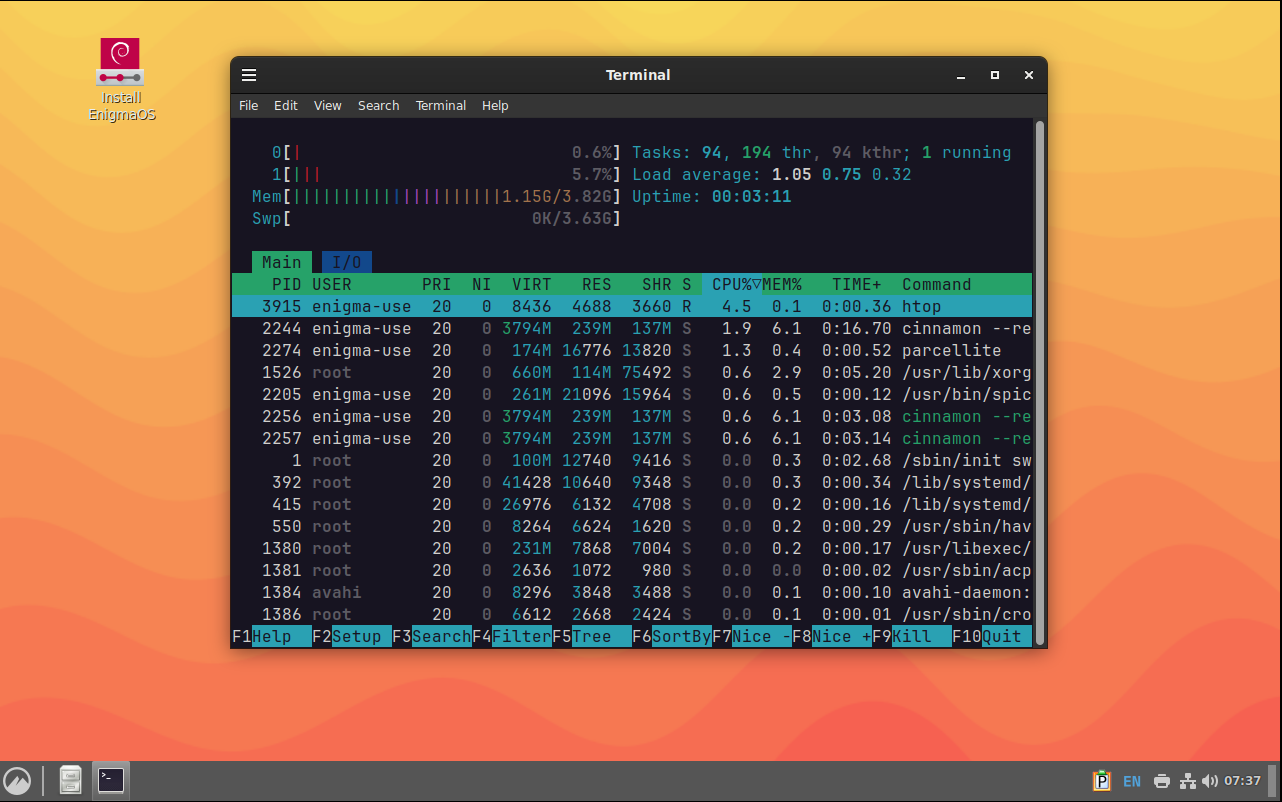 Install
EnigmaOS
Terminal
File Edit View Search Terminal Help
0[| 0.6%] Tasks: 94, 194 thr, 94 kthr; 1 running
1[||| 5.7%] Load average: 1.05 0.75 0.32
Mem[|||||||||||||||||||||1.15G/3.82G] Uptime: 00:03:11
Swp[ 0K/3.63G]
Main I/O
PID USER PRI NI VIRT RES SHR S CPU%▽MEM% TIME+ Command
3915 enigma-use 20 0 8436 4688 3660 R 4.5 0.1 0:00.36 htop
2244 enigma-use 20 0 3794M 239M 137M S 1.9 6.1 0:16.70 cinnamon --re
2274 enigma-use 20 0 174M 16776 13820 S 1.3 0.4 0:00.52 parcellite
1526 root 20 0 660M 114M 75492 S 0.6 2.9 0:05.20 /usr/lib/xorg
2205 enigma-use 20 0 261M 21096 15964 S 0.6 0.5 0:00.12 /usr/bin/spic
2256 enigma-use 20 0 3794M 239M 137M S 0.6 6.1 0:03.08 cinnamon --re
2257 enigma-use 20 0 3794M 239M 137M S 0.6 6.1 0:03.14 cinnamon --re
1 root 20 0 100M 12740 9416 S 0.0 0.3 0:02.68 /sbin/init sw
392 root 20 0 41428 10640 9348 S 0.0 0.3 0:00.34 /lib/systemd/
415 root 20 0 26976 6132 4708 S 0.0 0.2 0:00.16 /lib/systemd/
550 root 20 0 8264 6624 1620 S 0.0 0.2 0:00.29 /usr/sbin/hav
1380 root 20 0 231M 7868 7004 S 0.0 0.2 0:00.17 /usr/libexec/
1381 root 20 0 2636 1072 980 S 0.0 0.0 0:00.02 /usr/sbin/acp
1384 avahi 20 0 8296 3848 3488 S 0.0 0.1 0:00.10 avahi-daemon:
1386 root 20 0 6612 2668 2424 S 0.0 0.1 0:00.01 /usr/sbin/cro
F1Help F2Setup F3SearchF4FilterF5Tree F6SortByF7Nice -F8Nice +F9Kill F10Quit
P EN 07:37